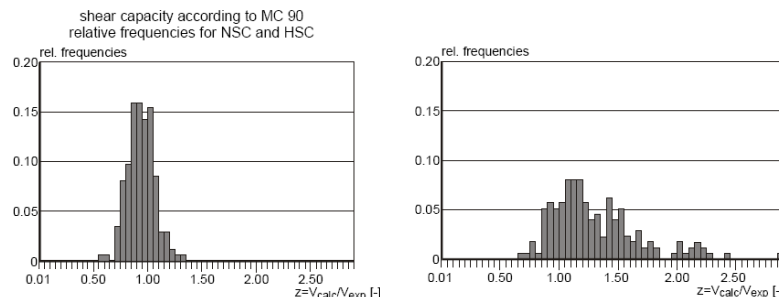 shear capacity according to MC 90
relative frequencies for NSC and HSC
rel. frequencies
0.20
0.15
0.10
0.05
0
0.01 0.50 1.00 1.50 2.00 2.50
z=Vcalc/Vexp [-]
rel. frequencies
0.20
0.15
0.10
0.05
0
0.01 0.50 1.00 1.50 2.00 2.50
z=Vcalc/Vexp [-]